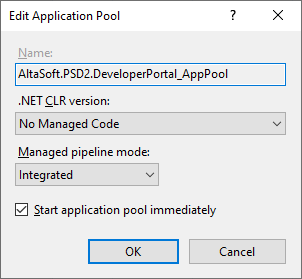 Edit Application Pool
Name:
AltaSoft.PSD2.DeveloperPortal_AppPool
.NET CLR version:
No Managed Code
Managed pipeline mode:
Integrated
Start application pool immediately
OK Cancel